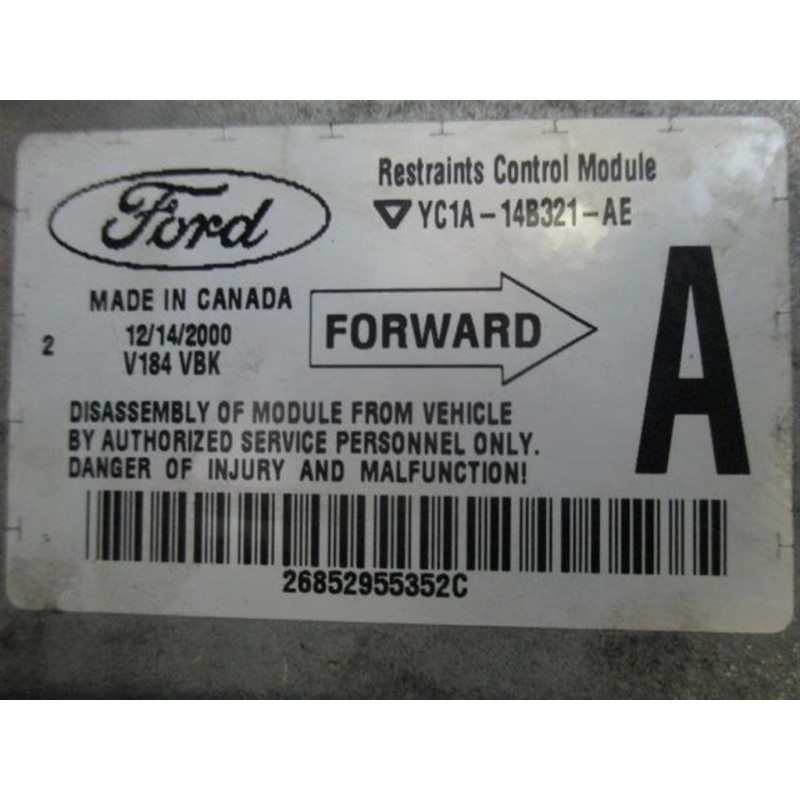 Ford
Restraints Control Module
YC1A-14B321-AE
MADE IN CANADA
12/14/2000
2
V184 VBK
FORWARD
A
DISASSEMBLY OF MODULE FROM VEHICLE
BY AUTHORIZED SERVICE PERSONNEL ONLY.
DANGER OF INJURY AND MALFUNCTION!
26852955352C